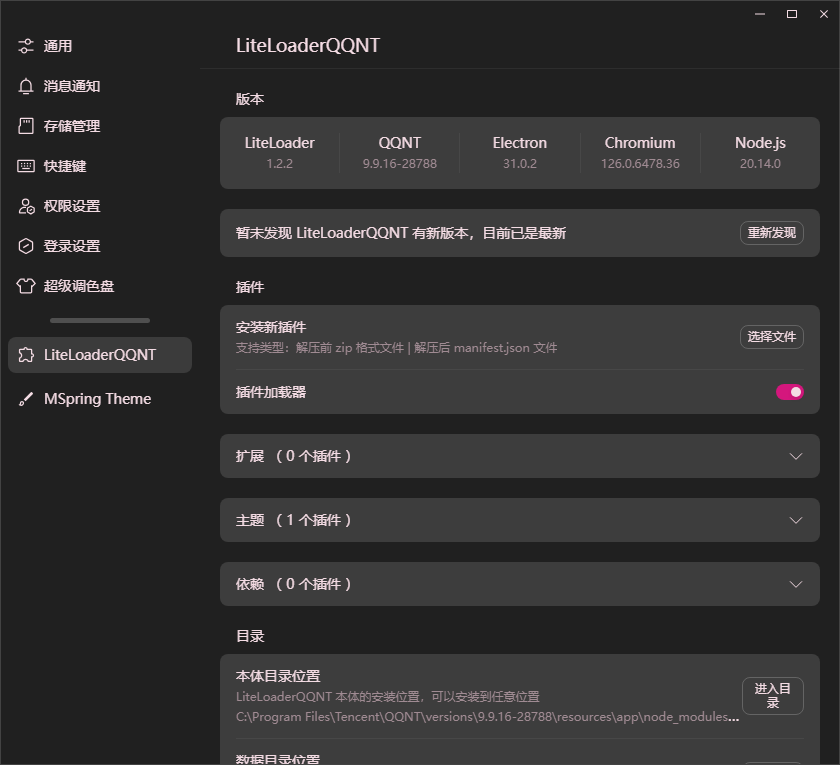 通用
消息通知
存储管理
快捷键
权限设置
登录设置
超级调色盘
LiteLoaderQQNT
MSpring Theme
LiteLoaderQQNT
版本
LiteLoader QQNT Electron Chromium Node.js
1.2.2 9.9.16-28788 31.0.2 126.0.6478.36 20.14.0
暂未发现 LiteLoaderQQNT 有新版本，目前已是最新 重新发现
插件
安装新插件
支持类型：解压前 zip 格式文件 | 解压后 manifest.json 文件
选择文件
插件加载器
扩展 （ 0 个插件 ）
主题 （ 1 个插件 ）
依赖 （ 0 个插件 ）
目录
本体目录位置
LiteLoaderQQNT 本体的安装位置，可以安装到任意位置
C:\Program Files\Tencent\QQNT\versions\9.9.16-28788\resources\app\node_modules...
进入目
录
数据目录位置